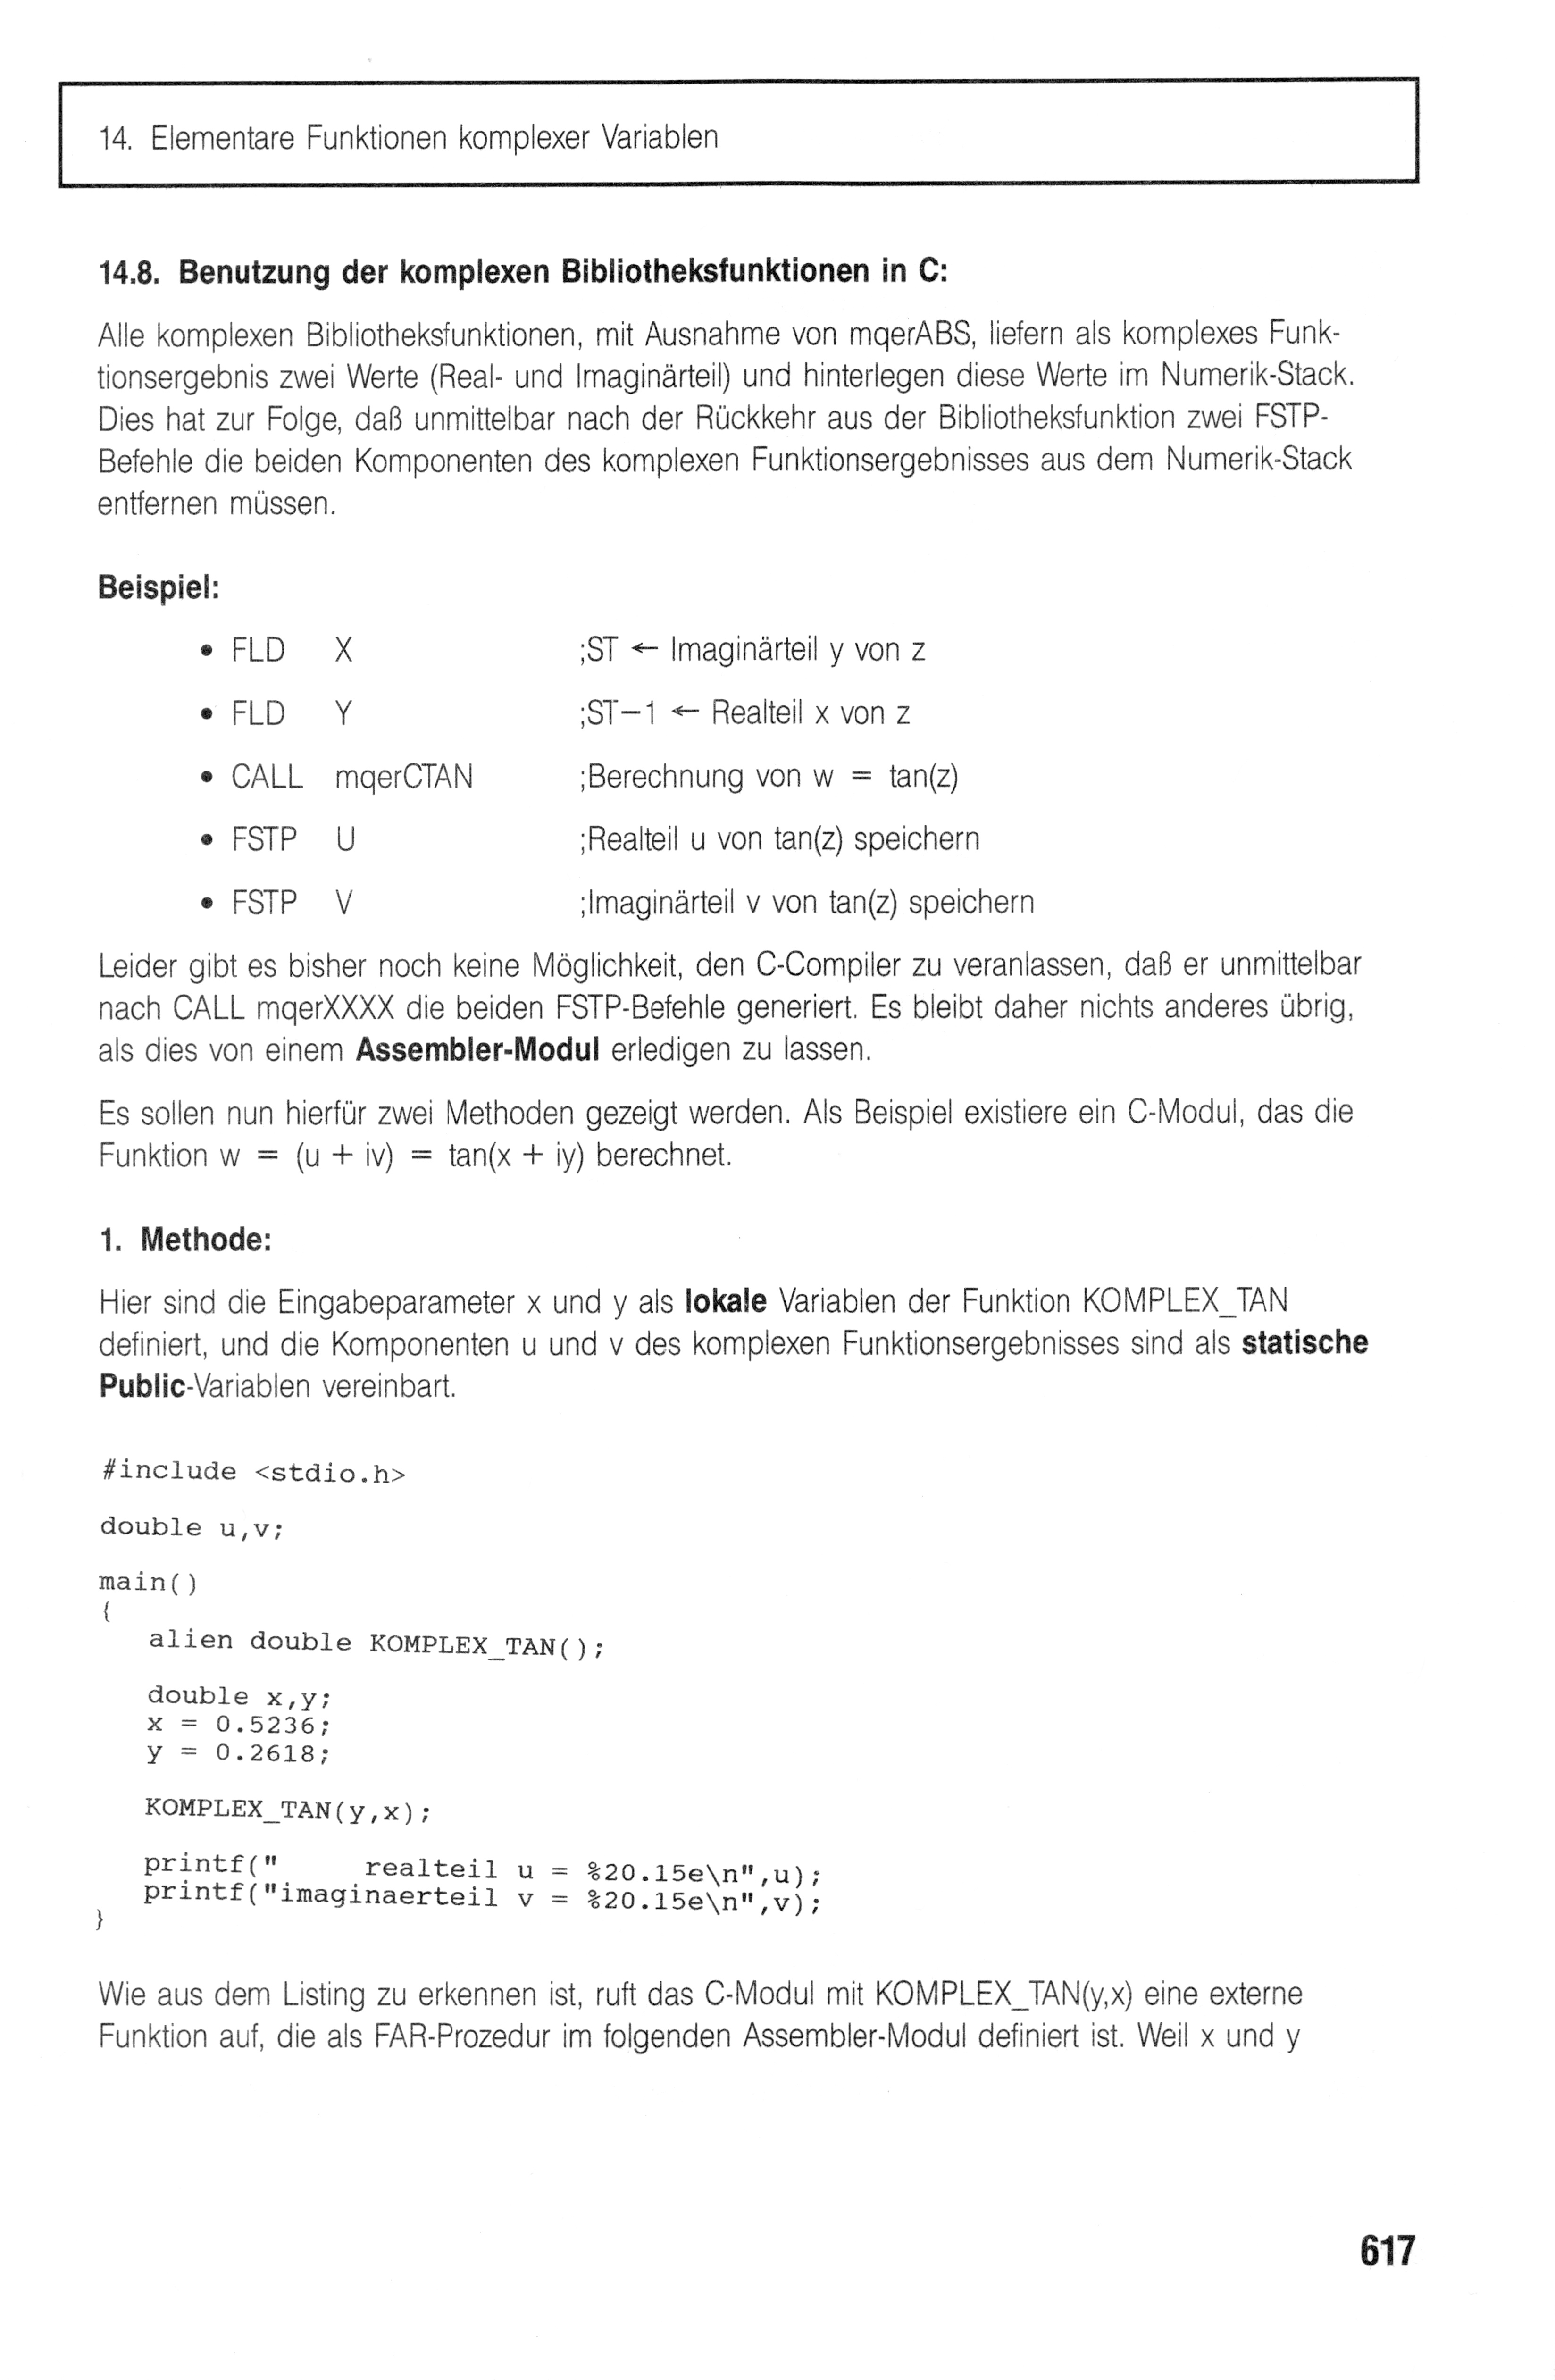 14. Elementare Funktionen komplexer Variablen
14.8. Benutzung der komplexen Bibliotheksfunktionen in C:
Alle komplexen Bibliotheksfunktionen, mit Ausnahme von mqerABS, liefern als komplexes Funk-
tionsergebnis zwei Werte (Real- und Imaginärteil) und hinterlegen diese Werte im Numerik-Stack.
Dies hat zur Folge, daß unmittelbar nach der Rückkehr aus der Bibliotheksfunktion zwei FSTP-
Befehle die beiden Komponenten des komplexen Funktionsergebnisses aus dem Numerik-Stack
entfernen müssen.
Beispiel:
• FLD X ;ST ← Imaginärteil y von z
• FLD Y ;ST−1 ← Realteil x von z
• CALL mqerCTAN ;Berechnung von w = tan(z)
• FSTP U ;Realteil u von tan(z) speichern
• FSTP V ;Imaginärteil v von tan(z) speichern
Leider gibt es bisher noch keine Möglichkeit, den C-Compiler zu veranlassen, daß er unmittelbar
nach CALL mqerXXXX die beiden FSTP-Befehle generiert. Es bleibt daher nichts anderes übrig,
als dies von einem Assembler-Modul erledigen zu lassen.
Es sollen nun hierfür zwei Methoden gezeigt werden. Als Beispiel existiere ein C-Modul, das die
Funktion w = (u + iv) = tan(x + iy) berechnet.
1. Methode:
Hier sind die Eingabeparameter x und y als lokale Variablen der Funktion KOMPLEX_TAN
definiert, und die Komponenten u und v des komplexen Funktionsergebnisses sind als statische
Public-Variablen vereinbart.
#include <stdio.h>
double u,v;
main()
{
alien double KOMPLEX_TAN();
double x,y;
x = 0.5236;
y = 0.2618;
KOMPLEX_TAN(y,x);
printf("     realteil u = %20.15e\n",u);
printf("imaginaerteil v = %20.15e\n",v);
}
Wie aus dem Listing zu erkennen ist, ruft das C-Modul mit KOMPLEX_TAN(y,x) eine externe
Funktion auf, die als FAR-Prozedur im folgenden Assembler-Modul definiert ist. Weil x und y
617